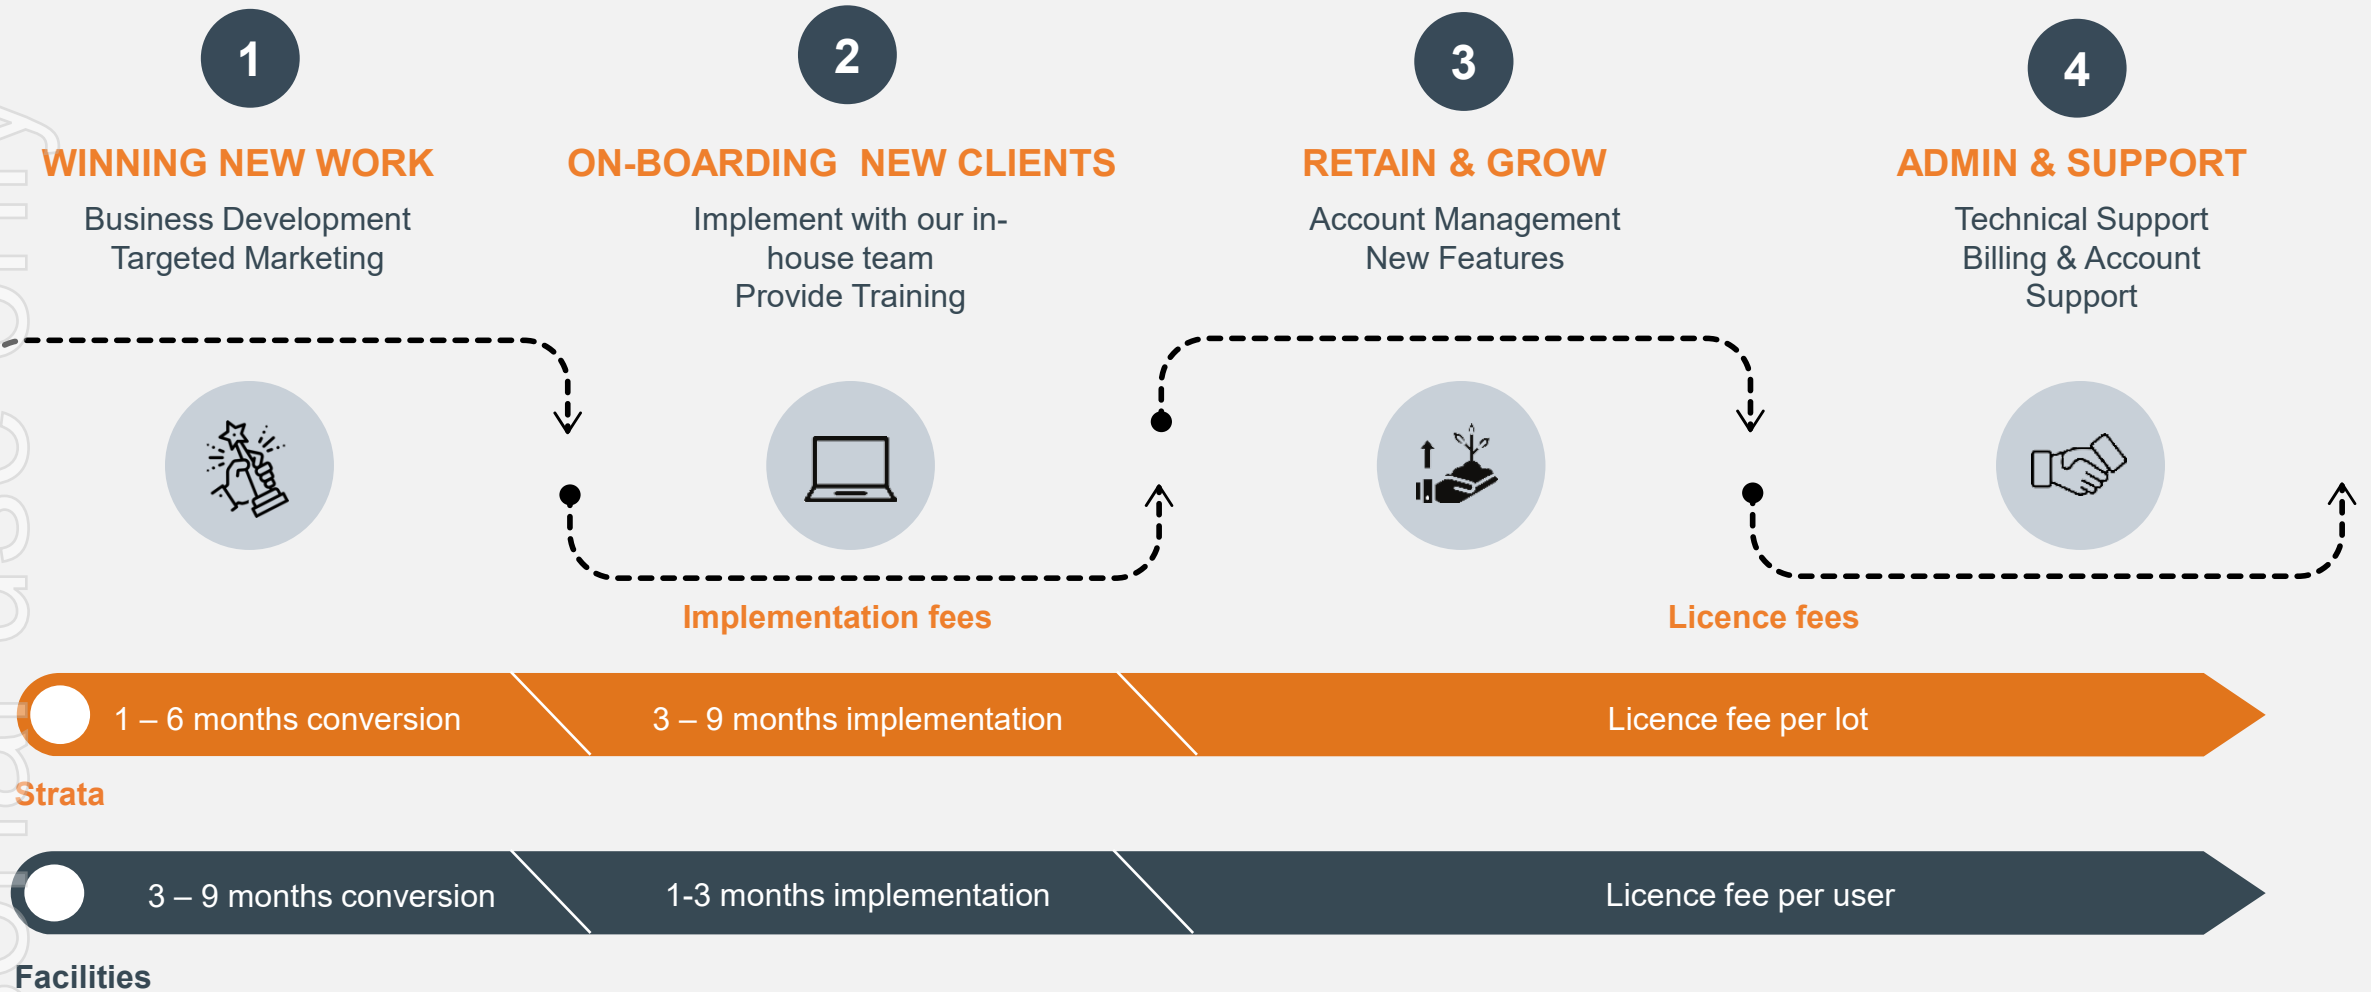 1
WINNING NEW WORK
Business Development
Targeted Marketing
2
ON-BOARDING  NEW CLIENTS
Implement with our in-
house team
Provide Training
3
RETAIN & GROW
Account Management
New Features
4
ADMIN & SUPPORT
Technical Support
Billing & Account
Support
Implementation fees
Licence fees
1 – 6 months conversion
3 – 9 months implementation
Licence fee per lot
Strata
3 – 9 months conversion
1-3 months implementation
Licence fee per user
Facilities